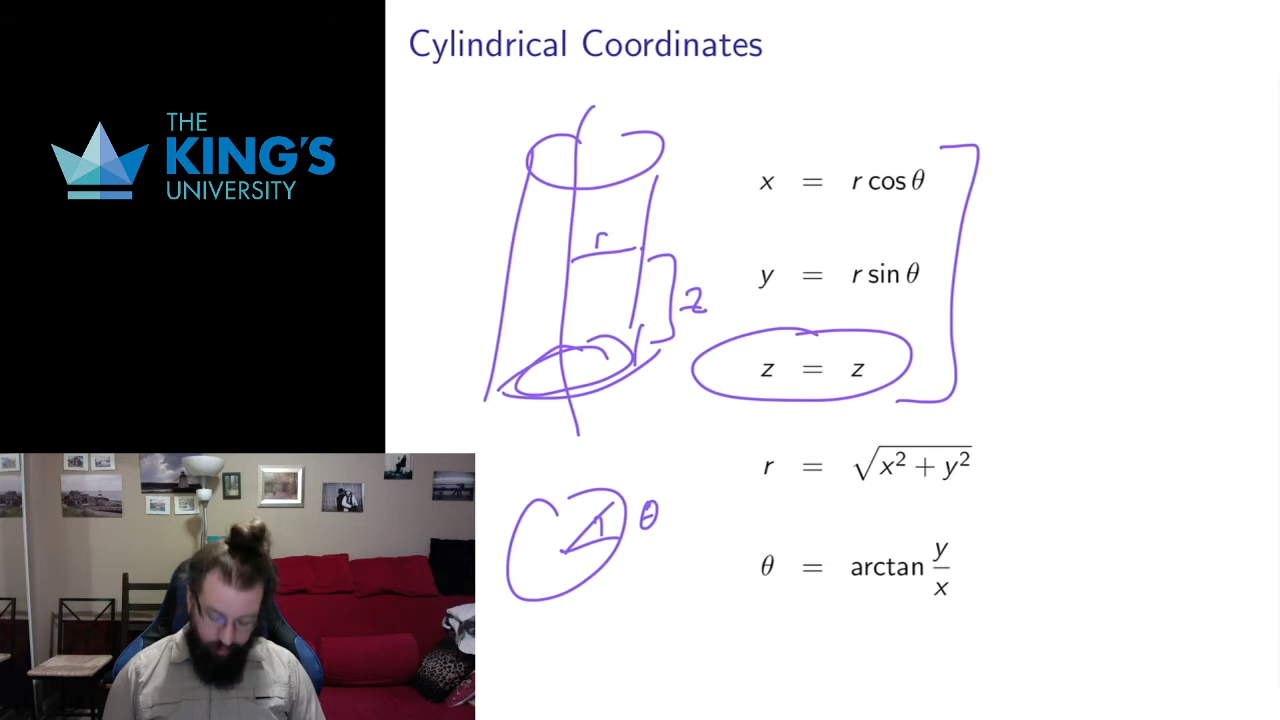 THE
KING'S
UNIVERSITY
Cylindrical Coordinates
x = r cos θ
r
y = r sin θ
z
z = z
r = √x² + y²
θ
θ = arctan y/x